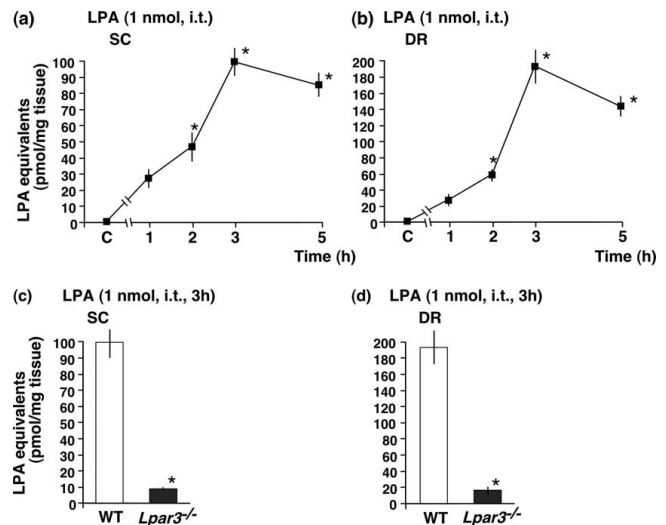 (a) LPA (1 nmol, i.t.)
SC
LPA equivalents
(pmol/mg tissue)
100
90
80
70
60
50
40
30
20
10
0
*
*
*
C 1 2 3 5
Time (h)
(b) LPA (1 nmol, i.t.)
DR
200
180
160
140
120
100
80
60
40
20
0
*
*
*
C 1 2 3 5
Time (h)
(c) LPA (1 nmol, i.t., 3h)
SC
LPA equivalents
(pmol/mg tissue)
100
90
80
70
60
50
40
30
20
10
0
*
WT Lpar3-/-
(d) LPA (1 nmol, i.t., 3h)
DR
200
180
160
140
120
100
80
60
40
20
0
*
WT Lpar3-/-